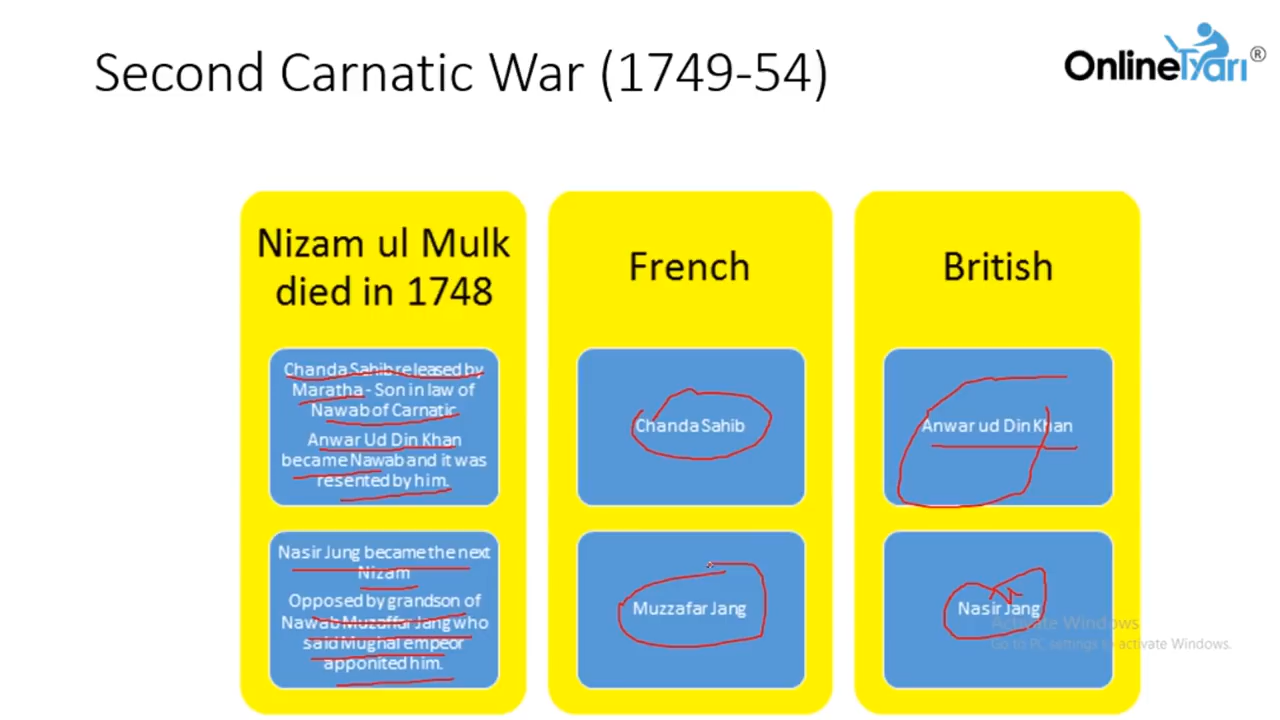 Second Carnatic War (1749-54)
OnlineTyari®
Nizam ul Mulk
died in 1748
Chanda Sahib released by
Maratha - Son in law of
Nawab of Carnatic
Anwar Ud Din Khan
became Nawab and it was
resented by him.
Nasir Jung became the next
Nizam
Opposed by grandson of
Nawab Muzaffar Jang who
said Mughal empeor
apponited him.
French
Chanda Sahib
Muzzafar Jang
British
Anwar ud Din Khan
Nasir Jang
Activate Windows
Go to PC settings to activate Windows.